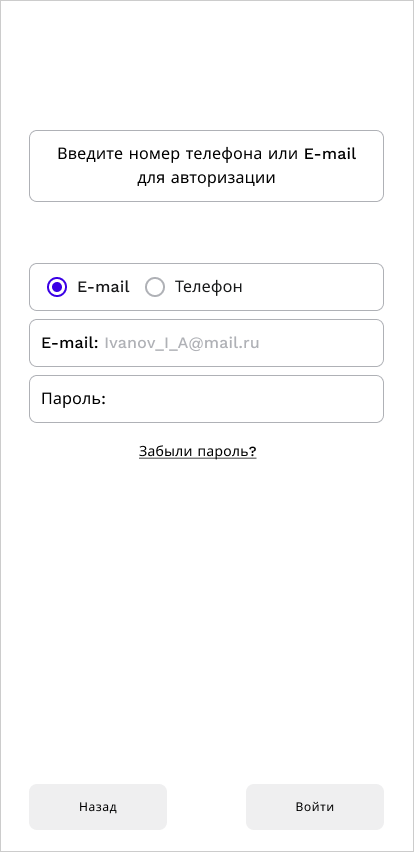 Введите номер телефона или E-mail
для авторизации
E-mail Телефон
E-mail: Ivanov_I_A@mail.ru
Пароль:
Забыли пароль?
Назад Войти